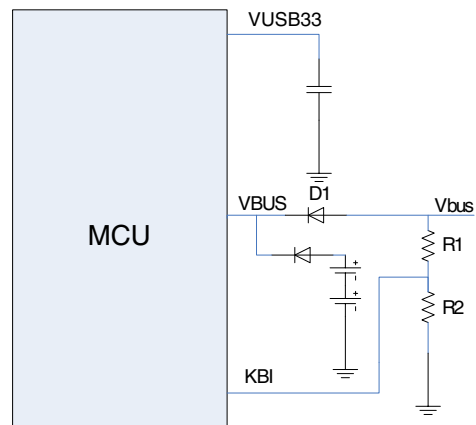 VUSB33
D1
VBUS
Vbus
MCU
R1
+
-
+
-
R2
KBI